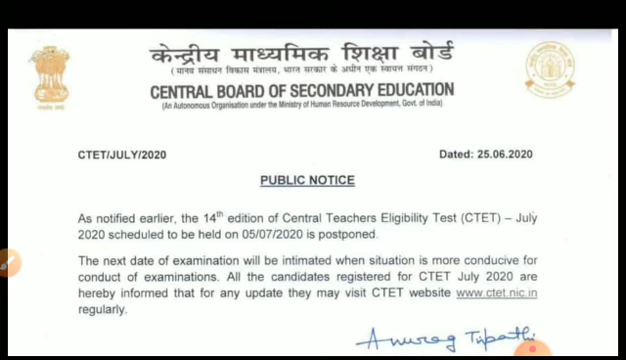 केन्द्रीय माध्यमिक शिक्षा बोर्ड
(मानव संसाधन विकास मंत्रालय, भारत सरकार के अधीन एक स्वायत्त संगठन)
CENTRAL BOARD OF SECONDARY EDUCATION
(An Autonomous Organisation under the Ministry of Human Resource Development, Govt. of India)
CTET/JULY/2020 Dated: 25.06.2020
PUBLIC NOTICE
As notified earlier, the 14th edition of Central Teachers Eligibility Test (CTET) – July
2020 scheduled to be held on 05/07/2020 is postponed.
The next date of examination will be intimated when situation is more conducive for
conduct of examinations. All the candidates registered for CTET July 2020 are
hereby informed that for any update they may visit CTET website www.ctet.nic.in
regularly.
Anurag Tripathi